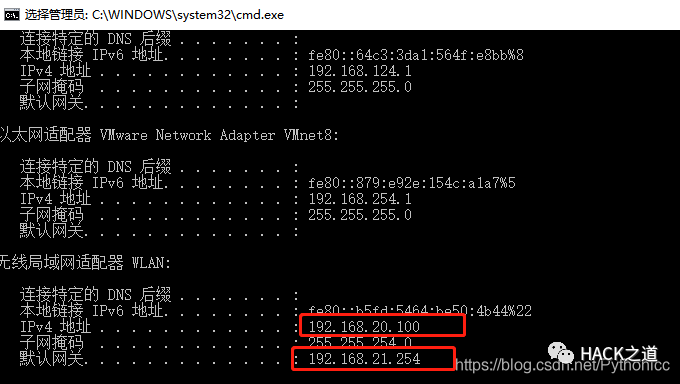 选择管理员: C:\WINDOWS\system32\cmd.exe
连接特定的 DNS 后缀 . . . . . . . :
本地链接 IPv6 地址. . . . . . . . : fe80::64c3:3da1:564f:e8bb%8
IPv4 地址 . . . . . . . . . . . . : 192.168.124.1
子网掩码 . . . . . . . . . . . . : 255.255.255.0
默认网关. . . . . . . . . . . . . :
以太网适配器 VMware Network Adapter VMnet8:
连接特定的 DNS 后缀 . . . . . . . :
本地链接 IPv6 地址. . . . . . . . : fe80::879:e92e:154c:a1a7%5
IPv4 地址 . . . . . . . . . . . . : 192.168.254.1
子网掩码 . . . . . . . . . . . . : 255.255.255.0
默认网关. . . . . . . . . . . . . :
无线局域网适配器 WLAN:
连接特定的 DNS 后缀 . . . . . . . :
本地链接 IPv6 地址. . . . . . . . : fe80::b5fd:5464:be50:4b44%22
IPv4 地址 . . . . . . . . . . . . : 192.168.20.100
子网掩码 . . . . . . . . . . . . : 255.255.254.0
默认网关. . . . . . . . . . . . . : 192.168.21.254
HACK之道
https://blog.csdn.net/Pythonicc